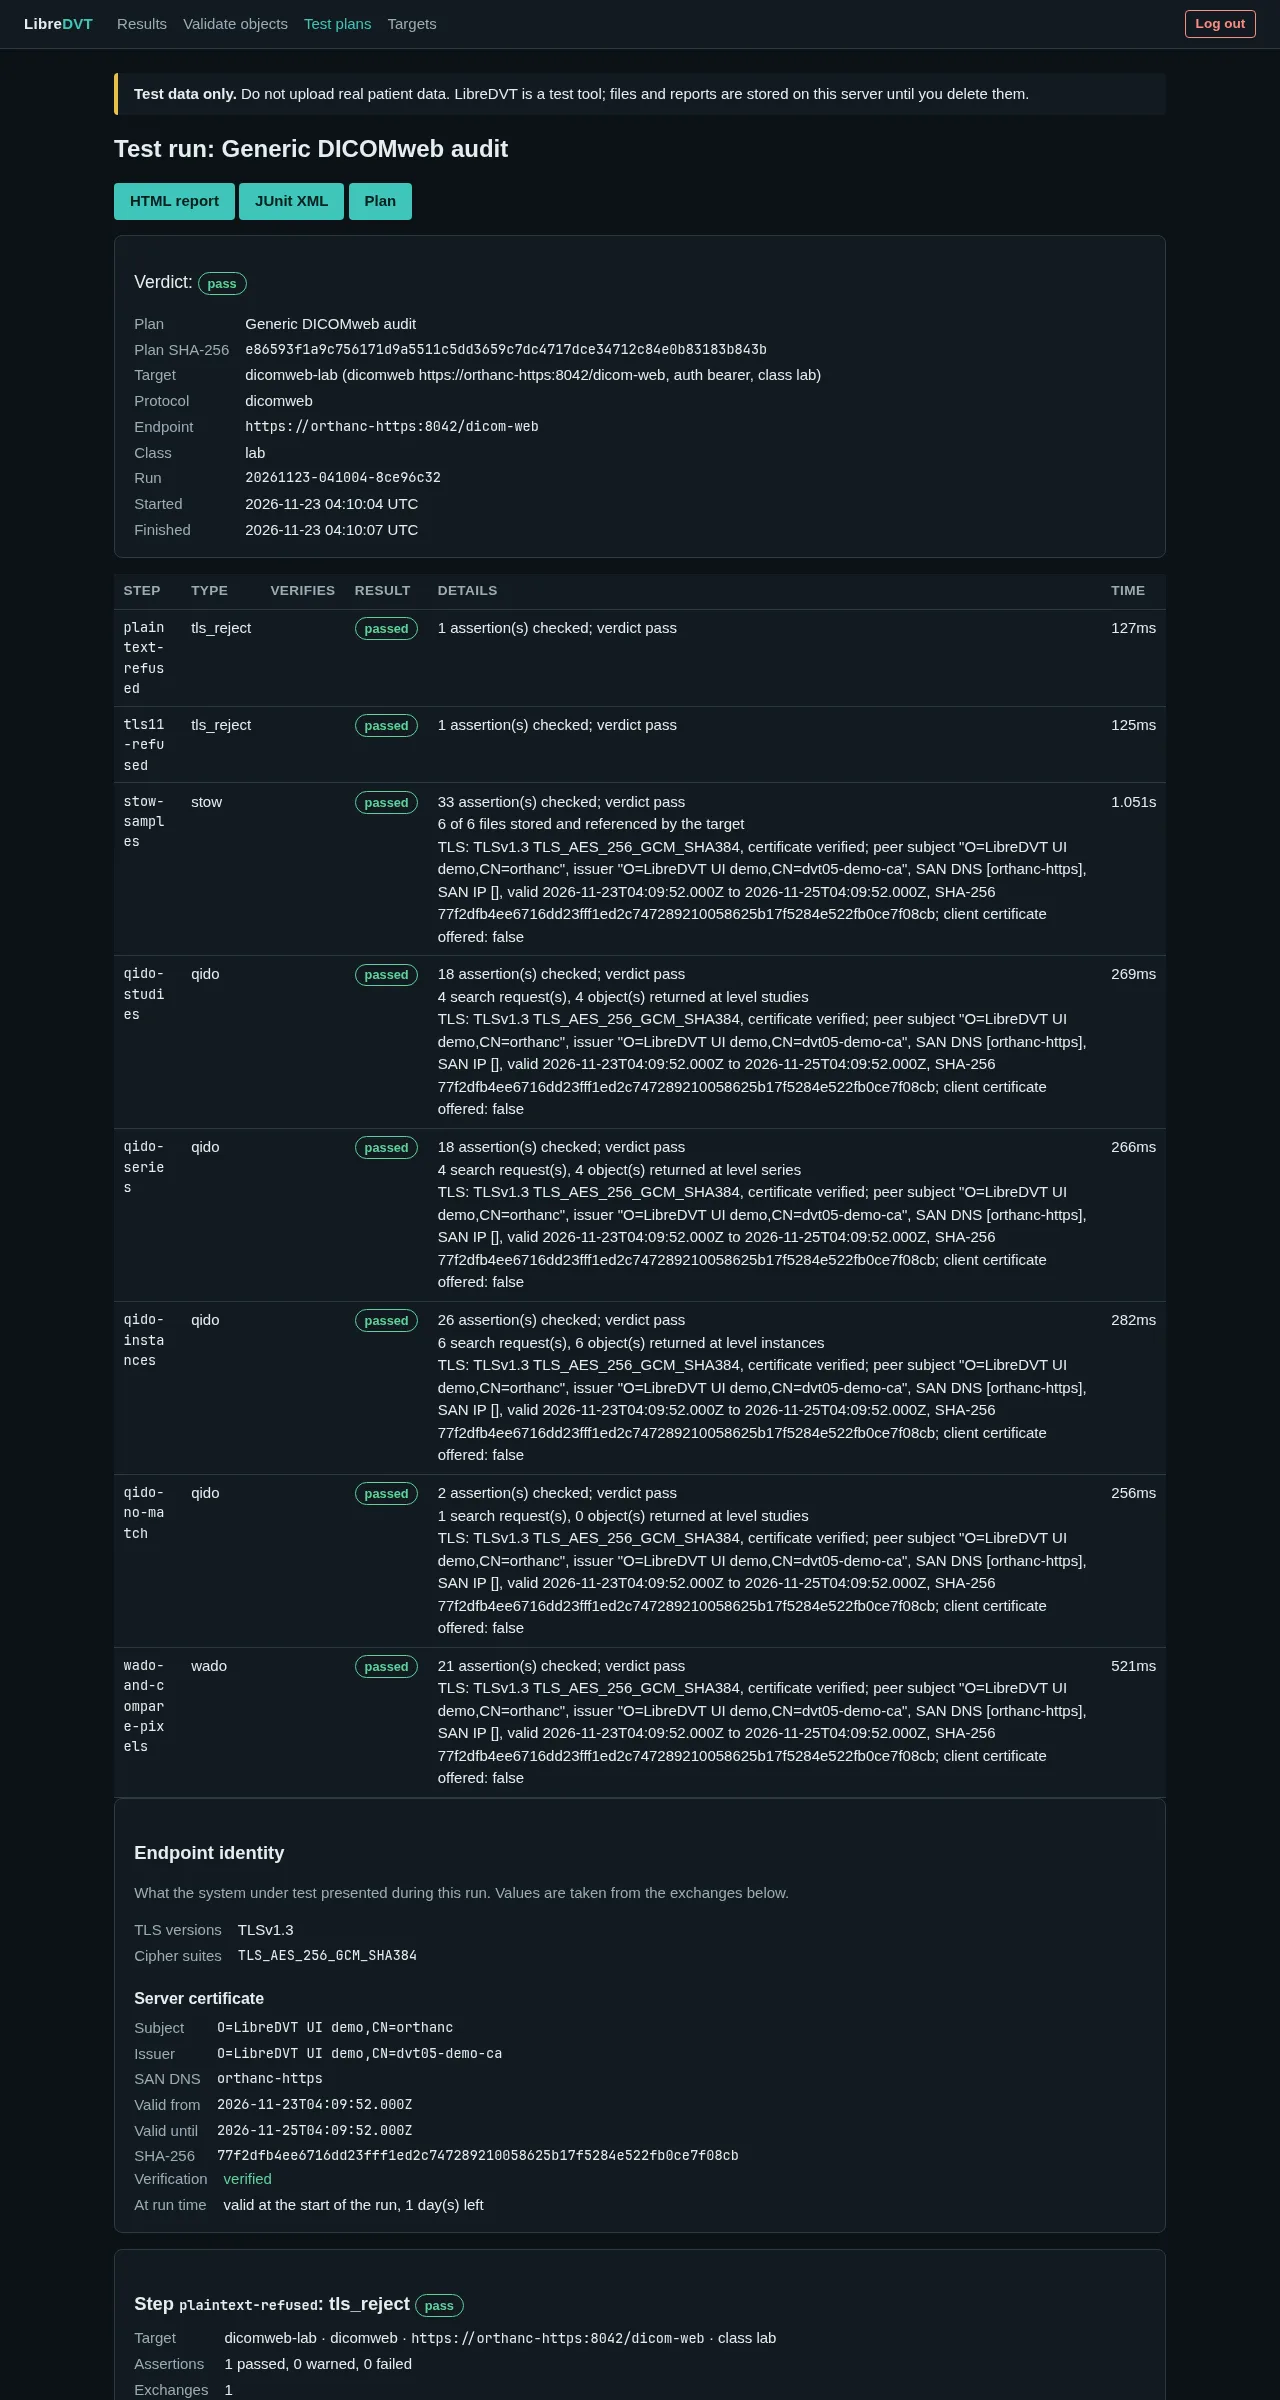 LibreDVT Results Validate objects Test plans Targets Log out
Test data only. Do not upload real patient data. LibreDVT is a test tool; files and reports are stored on this server until you delete them.
Test run: Generic DICOMweb audit
HTML report JUnit XML Plan
Verdict: pass
Plan Generic DICOMweb audit
Plan SHA-256 e86593f1a9c756171d9a5511c5dd3659c7dc4717dce34712c84e0b83183b843b
Target dicomweb-lab (dicomweb https://orthanc-https:8042/dicom-web, auth bearer, class lab)
Protocol dicomweb
Endpoint https://orthanc-https:8042/dicom-web
Class lab
Run 20261123-041004-8ce96c32
Started 2026-11-23 04:10:04 UTC
Finished 2026-11-23 04:10:07 UTC
STEP TYPE VERIFIES RESULT DETAILS TIME
plain tls_reject passed 1 assertion(s) checked; verdict pass 127ms
text-
refus
ed
tls11 tls_reject passed 1 assertion(s) checked; verdict pass 125ms
-refu
sed
stow- stow passed 33 assertion(s) checked; verdict pass 1.051s
sampl 6 of 6 files stored and referenced by the target
es TLS: TLSv1.3 TLS_AES_256_GCM_SHA384, certificate verified; peer subject "O=LibreDVT UI
demo,CN=orthanc", issuer "O=LibreDVT UI demo,CN=dvt05-demo-ca", SAN DNS [orthanc-https],
SAN IP [], valid 2026-11-23T04:09:52.000Z to 2026-11-25T04:09:52.000Z, SHA-256
77f2dfb4ee6716dd23fff1ed2c747289210058625b17f5284e522fb0ce7f08cb; client certificate
offered: false
qido- qido passed 18 assertion(s) checked; verdict pass 269ms
studi 4 search request(s), 4 object(s) returned at level studies
es TLS: TLSv1.3 TLS_AES_256_GCM_SHA384, certificate verified; peer subject "O=LibreDVT UI
demo,CN=orthanc", issuer "O=LibreDVT UI demo,CN=dvt05-demo-ca", SAN DNS [orthanc-https],
SAN IP [], valid 2026-11-23T04:09:52.000Z to 2026-11-25T04:09:52.000Z, SHA-256
77f2dfb4ee6716dd23fff1ed2c747289210058625b17f5284e522fb0ce7f08cb; client certificate
offered: false
qido- qido passed 18 assertion(s) checked; verdict pass 266ms
serie 4 search request(s), 4 object(s) returned at level series
s TLS: TLSv1.3 TLS_AES_256_GCM_SHA384, certificate verified; peer subject "O=LibreDVT UI
demo,CN=orthanc", issuer "O=LibreDVT UI demo,CN=dvt05-demo-ca", SAN DNS [orthanc-https],
SAN IP [], valid 2026-11-23T04:09:52.000Z to 2026-11-25T04:09:52.000Z, SHA-256
77f2dfb4ee6716dd23fff1ed2c747289210058625b17f5284e522fb0ce7f08cb; client certificate
offered: false
qido- qido passed 26 assertion(s) checked; verdict pass 282ms
insta 6 search request(s), 6 object(s) returned at level instances
nces TLS: TLSv1.3 TLS_AES_256_GCM_SHA384, certificate verified; peer subject "O=LibreDVT UI
demo,CN=orthanc", issuer "O=LibreDVT UI demo,CN=dvt05-demo-ca", SAN DNS [orthanc-https],
SAN IP [], valid 2026-11-23T04:09:52.000Z to 2026-11-25T04:09:52.000Z, SHA-256
77f2dfb4ee6716dd23fff1ed2c747289210058625b17f5284e522fb0ce7f08cb; client certificate
offered: false
qido- qido passed 2 assertion(s) checked; verdict pass 256ms
no-ma 1 search request(s), 0 object(s) returned at level studies
tch TLS: TLSv1.3 TLS_AES_256_GCM_SHA384, certificate verified; peer subject "O=LibreDVT UI
demo,CN=orthanc", issuer "O=LibreDVT UI demo,CN=dvt05-demo-ca", SAN DNS [orthanc-https],
SAN IP [], valid 2026-11-23T04:09:52.000Z to 2026-11-25T04:09:52.000Z, SHA-256
77f2dfb4ee6716dd23fff1ed2c747289210058625b17f5284e522fb0ce7f08cb; client certificate
offered: false
wado- wado passed 21 assertion(s) checked; verdict pass 521ms
and-c TLS: TLSv1.3 TLS_AES_256_GCM_SHA384, certificate verified; peer subject "O=LibreDVT UI
ompar demo,CN=orthanc", issuer "O=LibreDVT UI demo,CN=dvt05-demo-ca", SAN DNS [orthanc-https],
e-pix SAN IP [], valid 2026-11-23T04:09:52.000Z to 2026-11-25T04:09:52.000Z, SHA-256
els 77f2dfb4ee6716dd23fff1ed2c747289210058625b17f5284e522fb0ce7f08cb; client certificate
offered: false
Endpoint identity
What the system under test presented during this run. Values are taken from the exchanges below.
TLS versions TLSv1.3
Cipher suites TLS_AES_256_GCM_SHA384
Server certificate
Subject O=LibreDVT UI demo,CN=orthanc
Issuer O=LibreDVT UI demo,CN=dvt05-demo-ca
SAN DNS orthanc-https
Valid from 2026-11-23T04:09:52.000Z
Valid until 2026-11-25T04:09:52.000Z
SHA-256 77f2dfb4ee6716dd23fff1ed2c747289210058625b17f5284e522fb0ce7f08cb
Verification verified
At run time valid at the start of the run, 1 day(s) left
Step plaintext-refused: tls_reject pass
Target dicomweb-lab · dicomweb · https://orthanc-https:8042/dicom-web · class lab
Assertions 1 passed, 0 warned, 0 failed
Exchanges 1